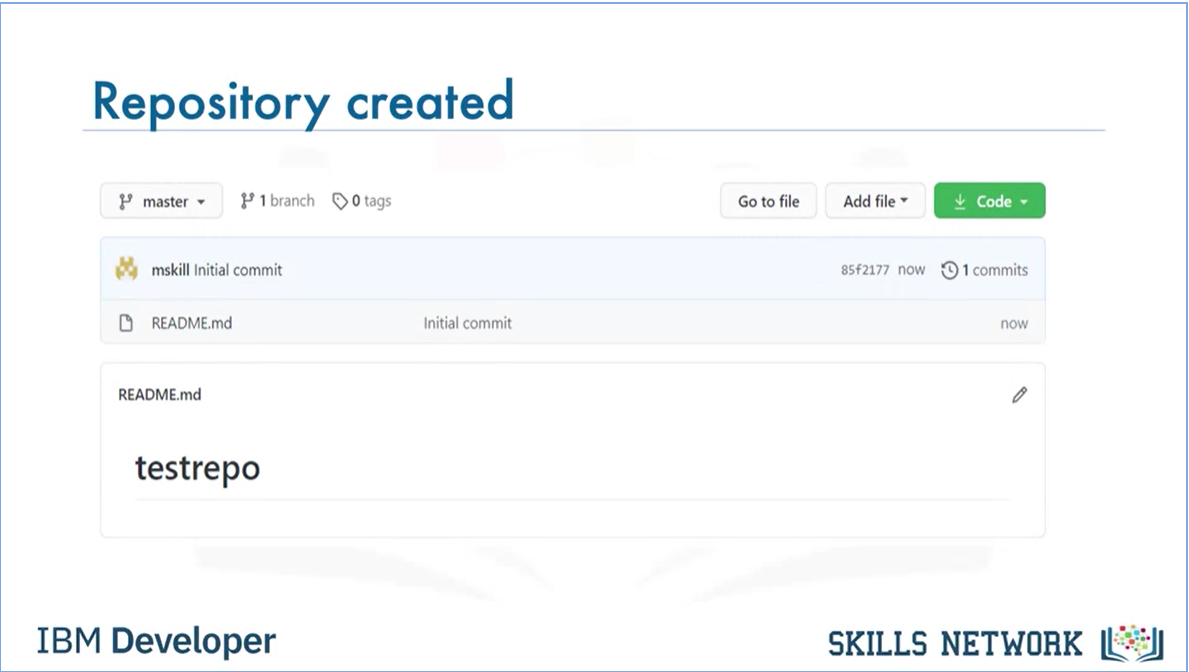 Repository created
master 1 branch 0 tags Go to file Add file Code
mskill Initial commit 85f2177 now 1 commits
README.md Initial commit now
README.md
testrepo
IBM Developer SKILLS NETWORK